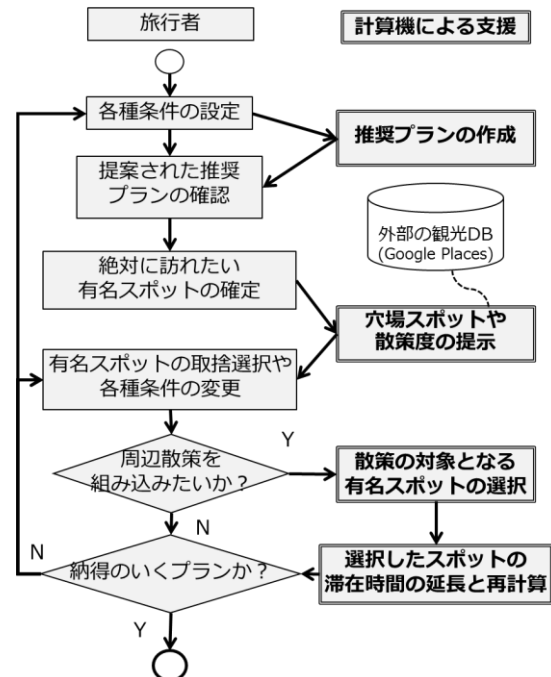 旅行者
計算機による支援
各種条件の設定
推奨プランの作成
提案された推奨
プランの確認
外部の観光DB
(Google Places)
絶対に訪れたい
有名スポットの確定
穴場スポットや
散策度の提示
有名スポットの取捨選択や
各種条件の変更
Y
周辺散策を
組み込みたいか?
散策の対象となる
有名スポットの選択
N
N
納得のいくプランか?
選択したスポットの
滞在時間の延長と再計算
Y